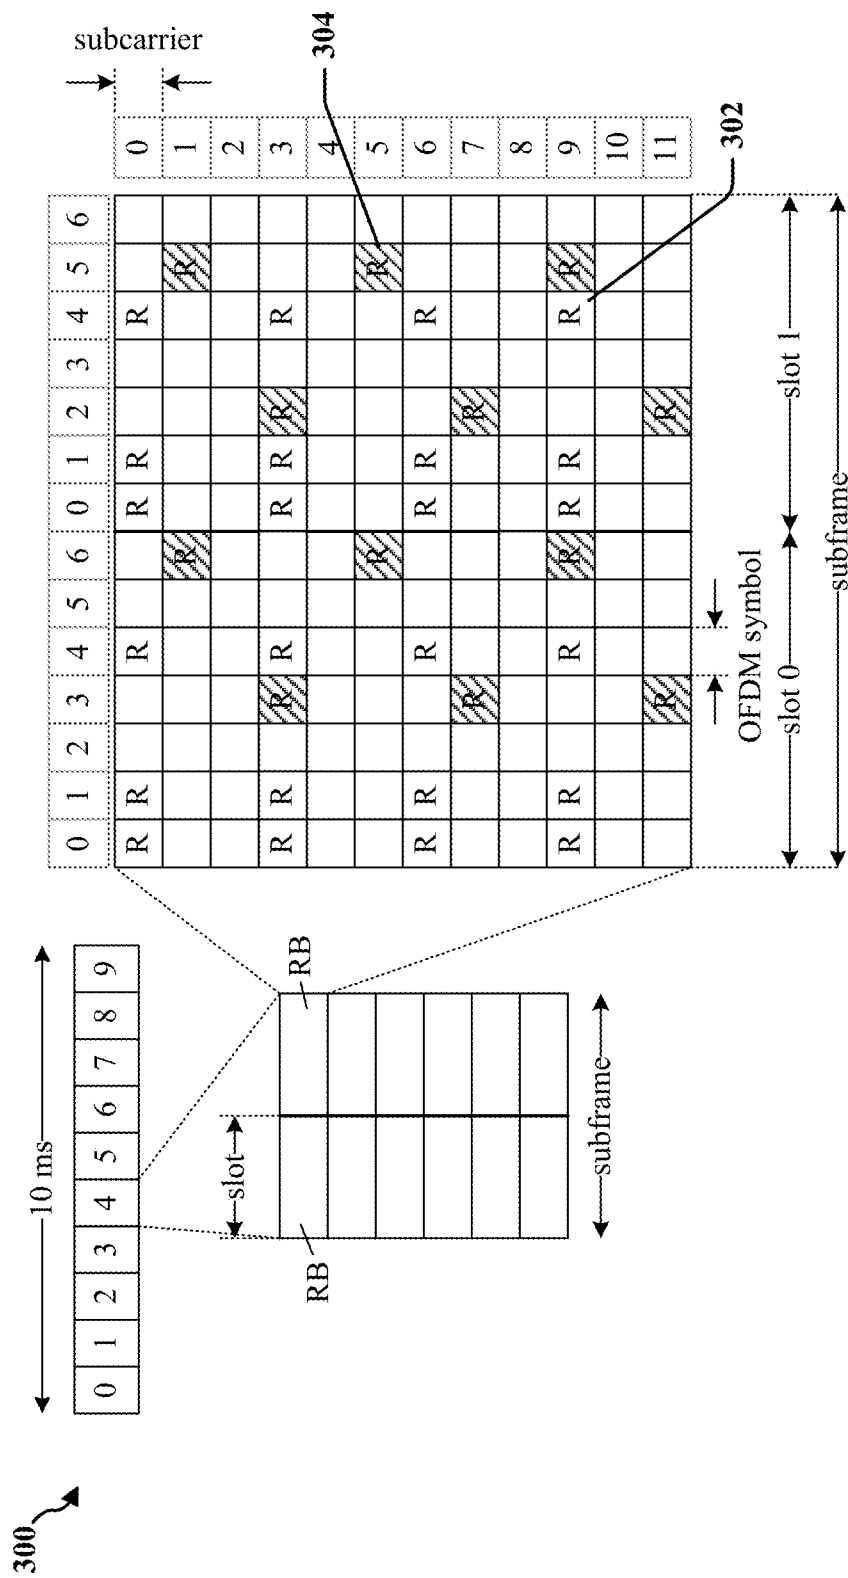 300
10 ms
0 1 2 3 4 5 6 7 8 9
slot
RB
RB
subframe
subcarrier
0 1 2 3 4 5 6 0 1 2 3 4 5 6
R R R R R R 0
R R 1
2
R R R R R R R R 3
4
R R 5
R R R R R R 6
R R 7
8
R R R R R R R R 9
10
R R 11
304
302
OFDM symbol
slot 0
slot 1
subframe